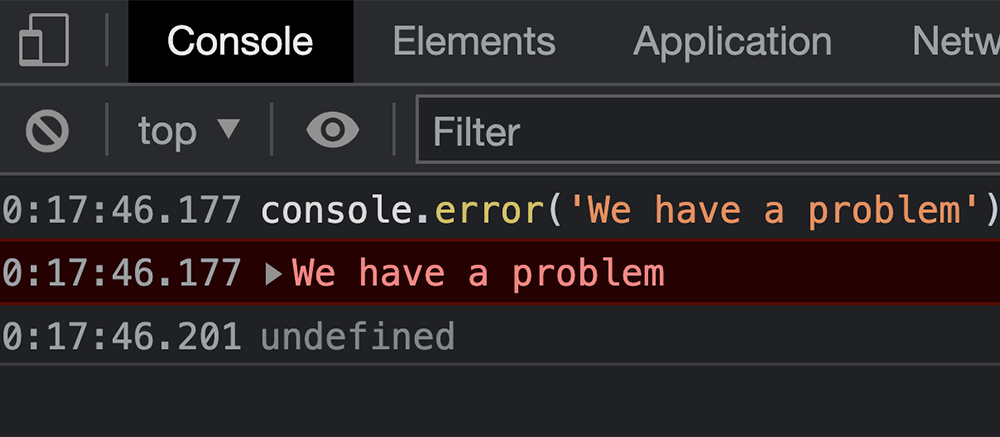 Console Elements Application Netw
top ▼ Filter
0:17:46.177 console.error('We have a problem')
0:17:46.177 ▶We have a problem
0:17:46.201 undefined